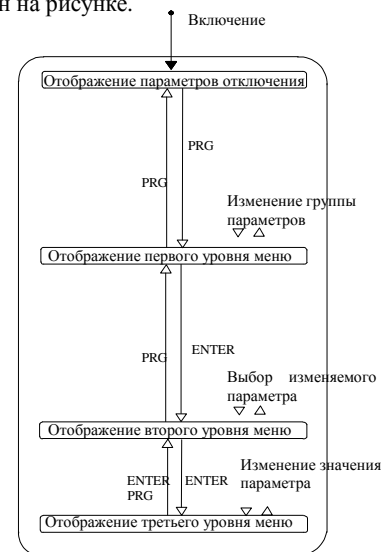 н на рисунке.
Включение
Отображение параметров отключения
PRG
PRG
Изменение группы
параметров
Отображение первого уровня меню
PRG
ENTER
Выбор изменяемого
параметра
Отображение второго уровня меню
ENTER
PRG
ENTER
Изменение значения
параметра
Отображение третьего уровня меню